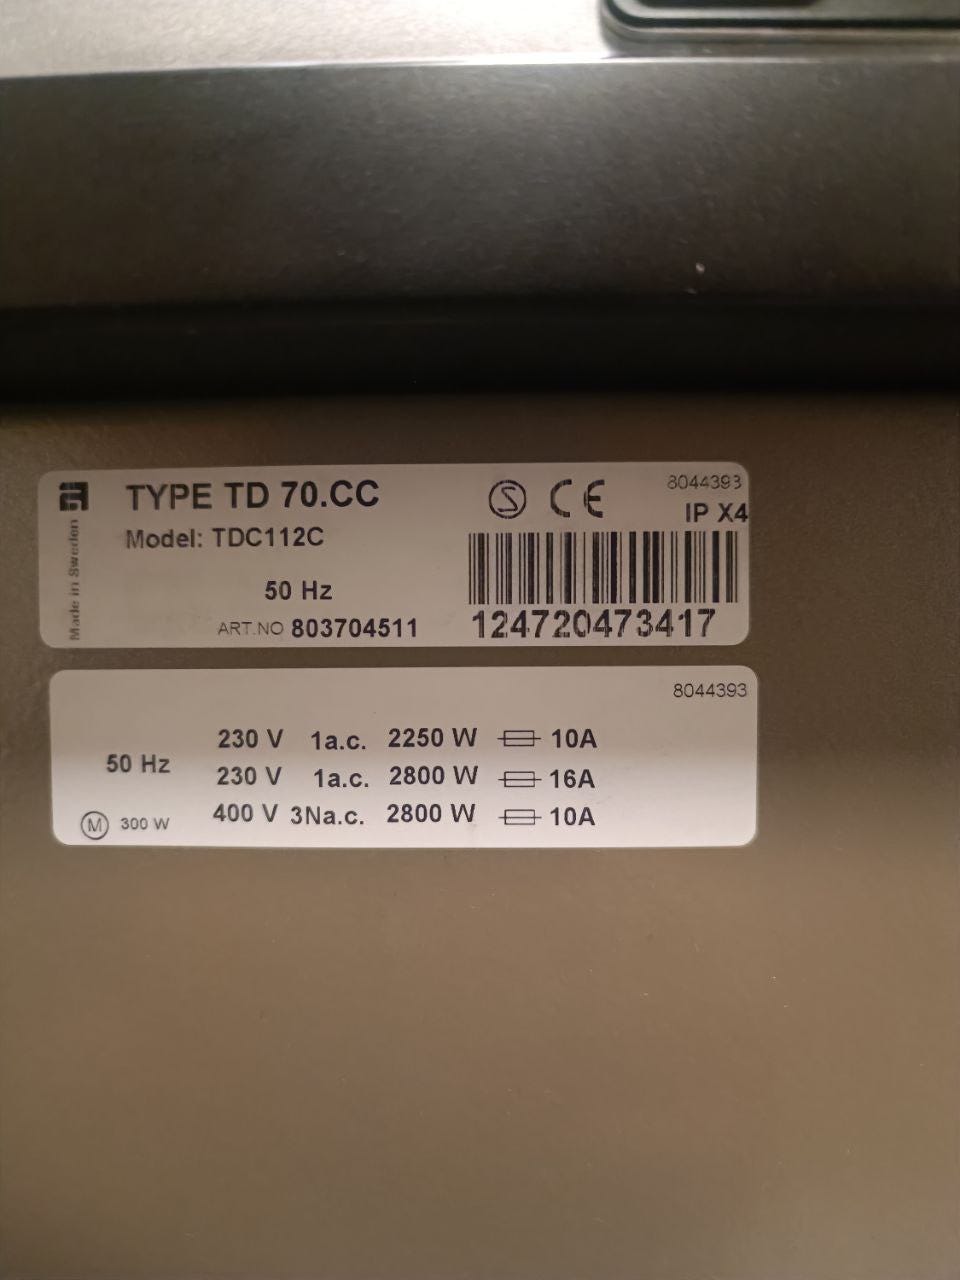 TYPE TD 70.CC
Model: TDC112C
50 Hz
ART.NO 803704511
Made in Sweden
S CE
8044393
IP X4
124720473417
8044393
50 Hz
M 300 W
230 V 1a.c. 2250 W 10A
230 V 1a.c. 2800 W 16A
400 V 3Na.c. 2800 W 10A